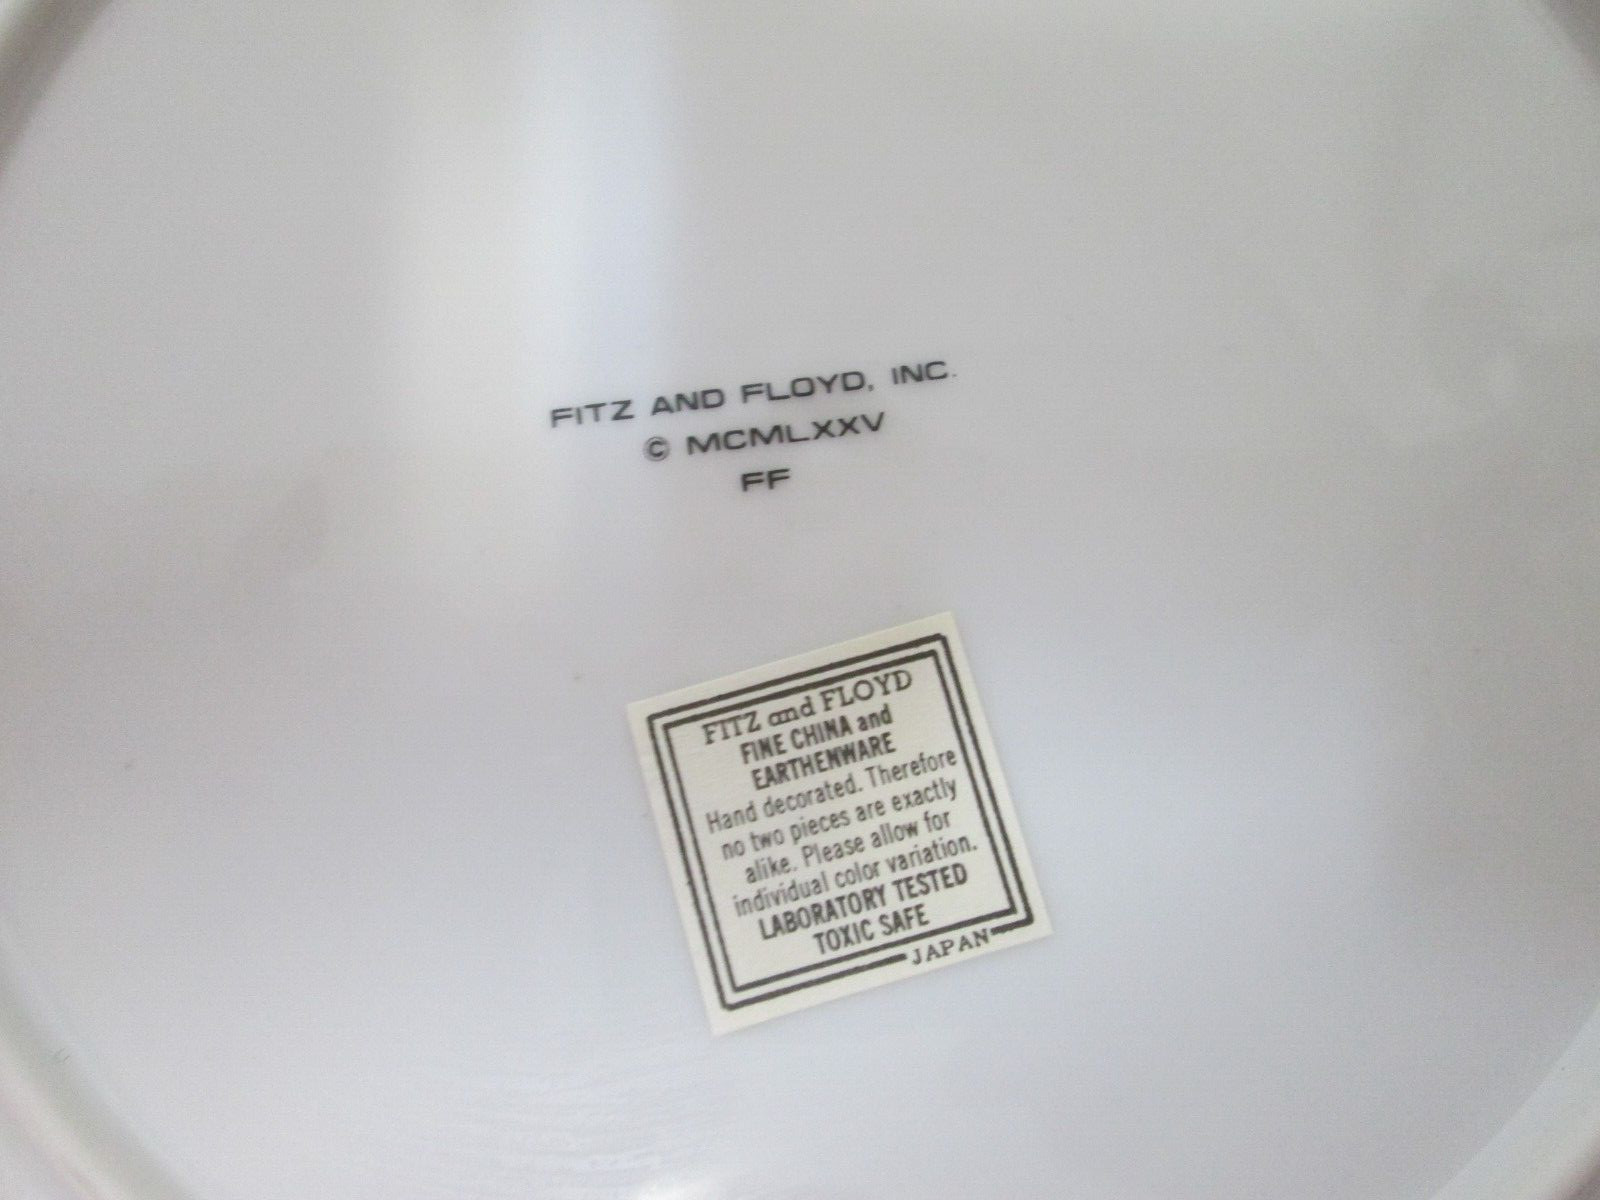 FITZ AND FLOYD, INC.
© MCMLXXV
FF
FITZ and FLOYD
FINE CHINA and
EARTHENWARE
Hand decorated. Therefore
no two pieces are exactly
alike. Please allow for
individual color variation.
LABORATORY TESTED
TOXIC SAFE
JAPAN